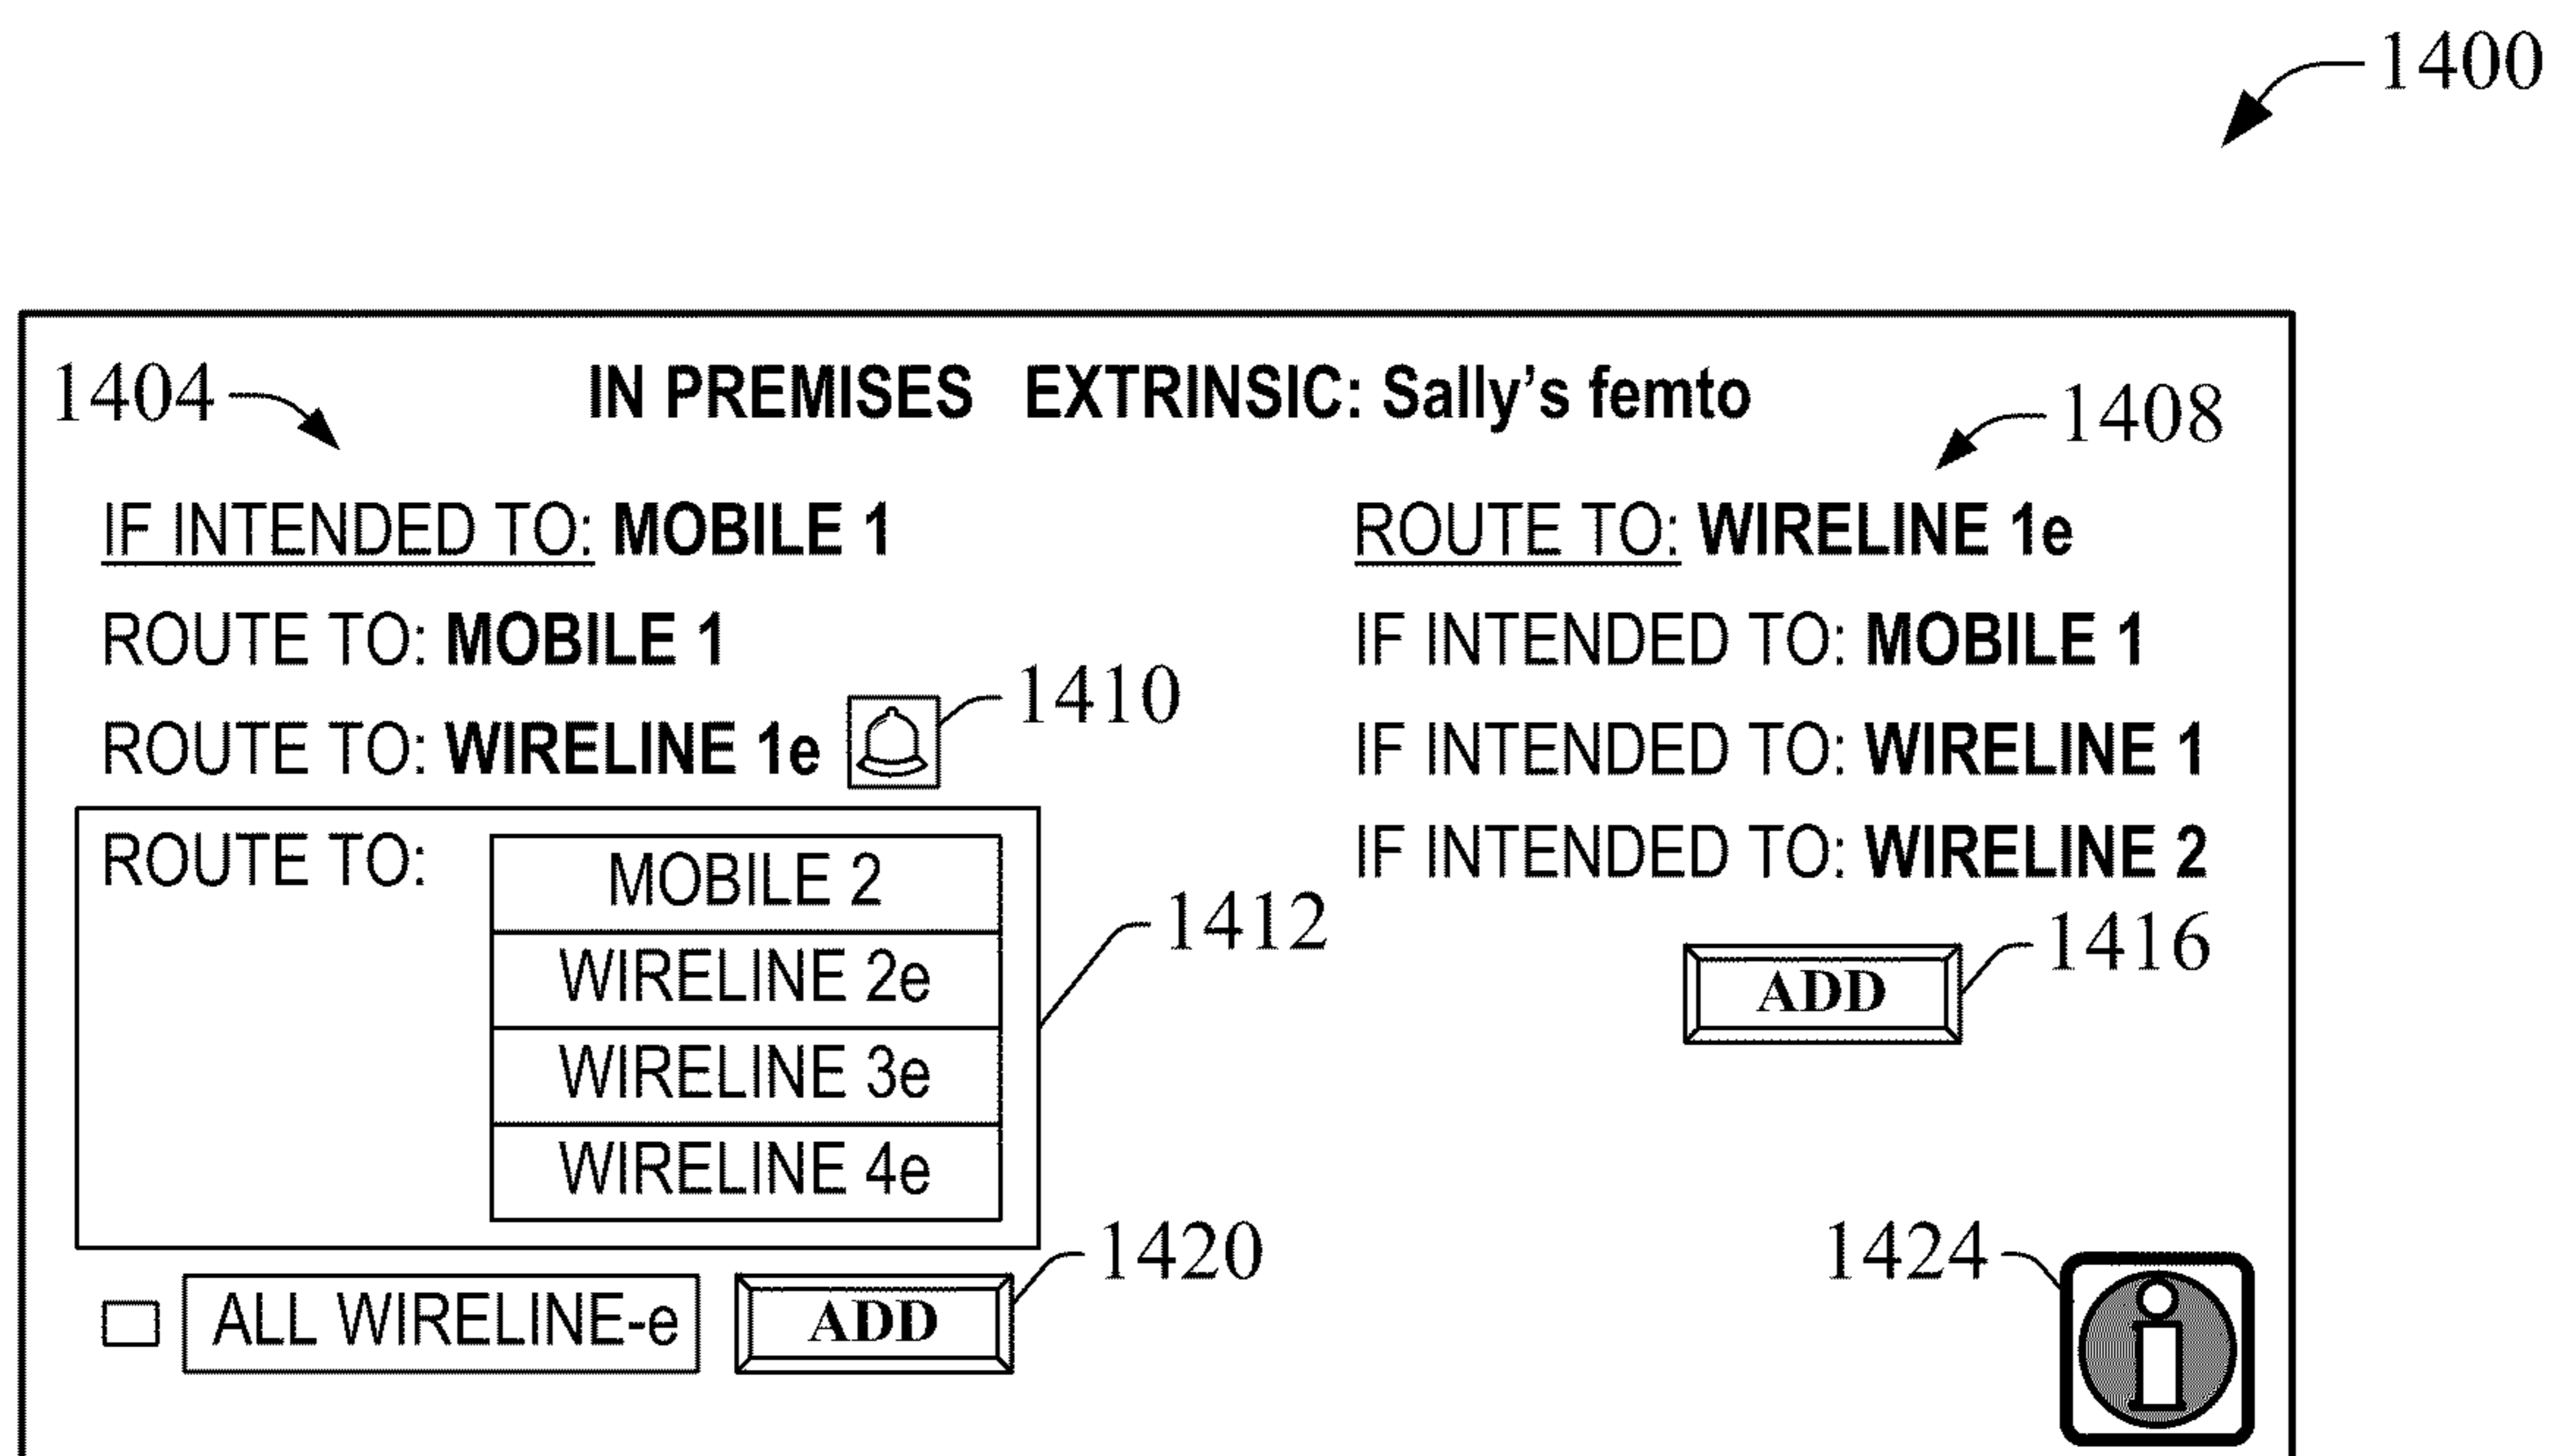 1400
IN PREMISES EXTRINSIC: Sally's femto
1404
1408
IF INTENDED TO: MOBILE 1
ROUTE TO: MOBILE 1
ROUTE TO: WIRELINE 1e
1410
ROUTE TO:
MOBILE 2
WIRELINE 2e
WIRELINE 3e
WIRELINE 4e
1412
ALL WIRELINE-e
ADD
1420
ROUTE TO: WIRELINE 1e
IF INTENDED TO: MOBILE 1
IF INTENDED TO: WIRELINE 1
IF INTENDED TO: WIRELINE 2
ADD
1416
1424
i